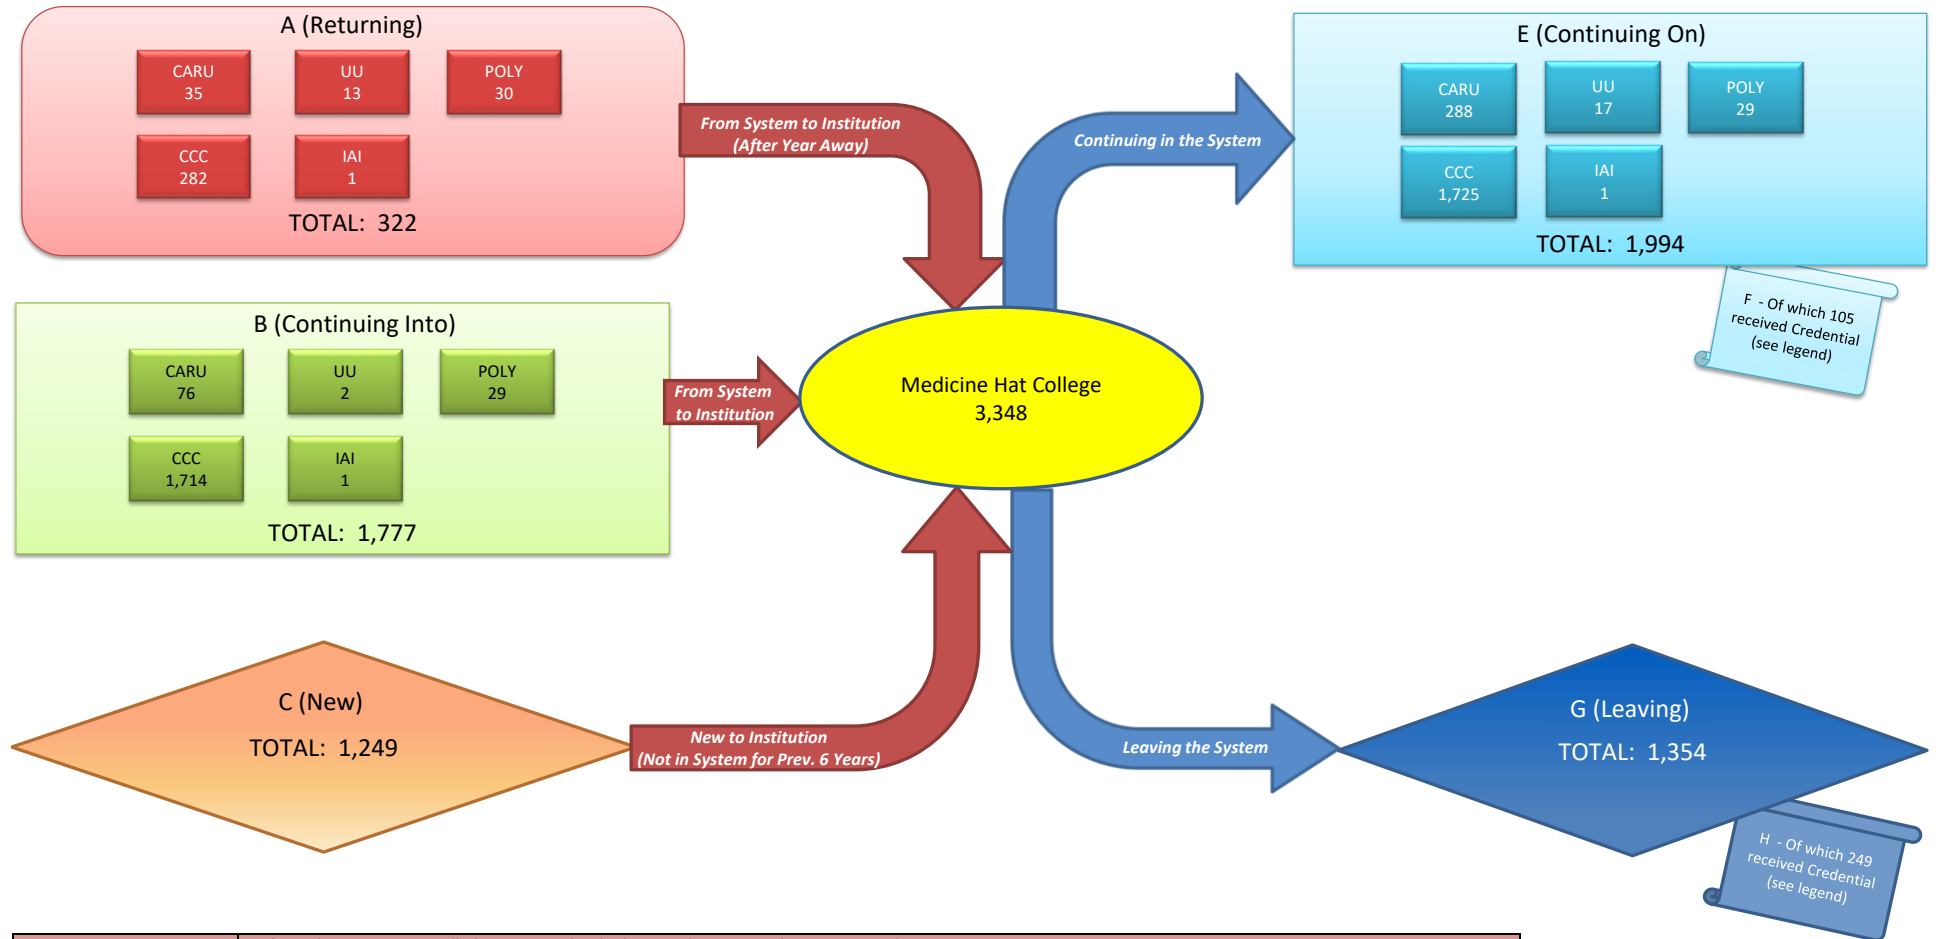 A (Returning)
CARU
35
UU
13
POLY
30
CCC
282
IAI
1
TOTAL: 322
From System to Institution
(After Year Away)
Continuing in the System
E (Continuing On)
CARU
288
UU
17
POLY
29
CCC
1,725
IAI
1
TOTAL: 1,994
F - Of which 105
received Credential
(see legend)
B (Continuing Into)
CARU
76
UU
2
POLY
29
CCC
1,714
IAI
1
TOTAL: 1,777
From System
to Institution
Medicine Hat College
3,348
C (New)
TOTAL: 1,249
New to Institution
(Not in System for Prev. 6 Years)
Leaving the System
G (Leaving)
TOTAL: 1,354
H - Of which 249
received Credential
(see legend)